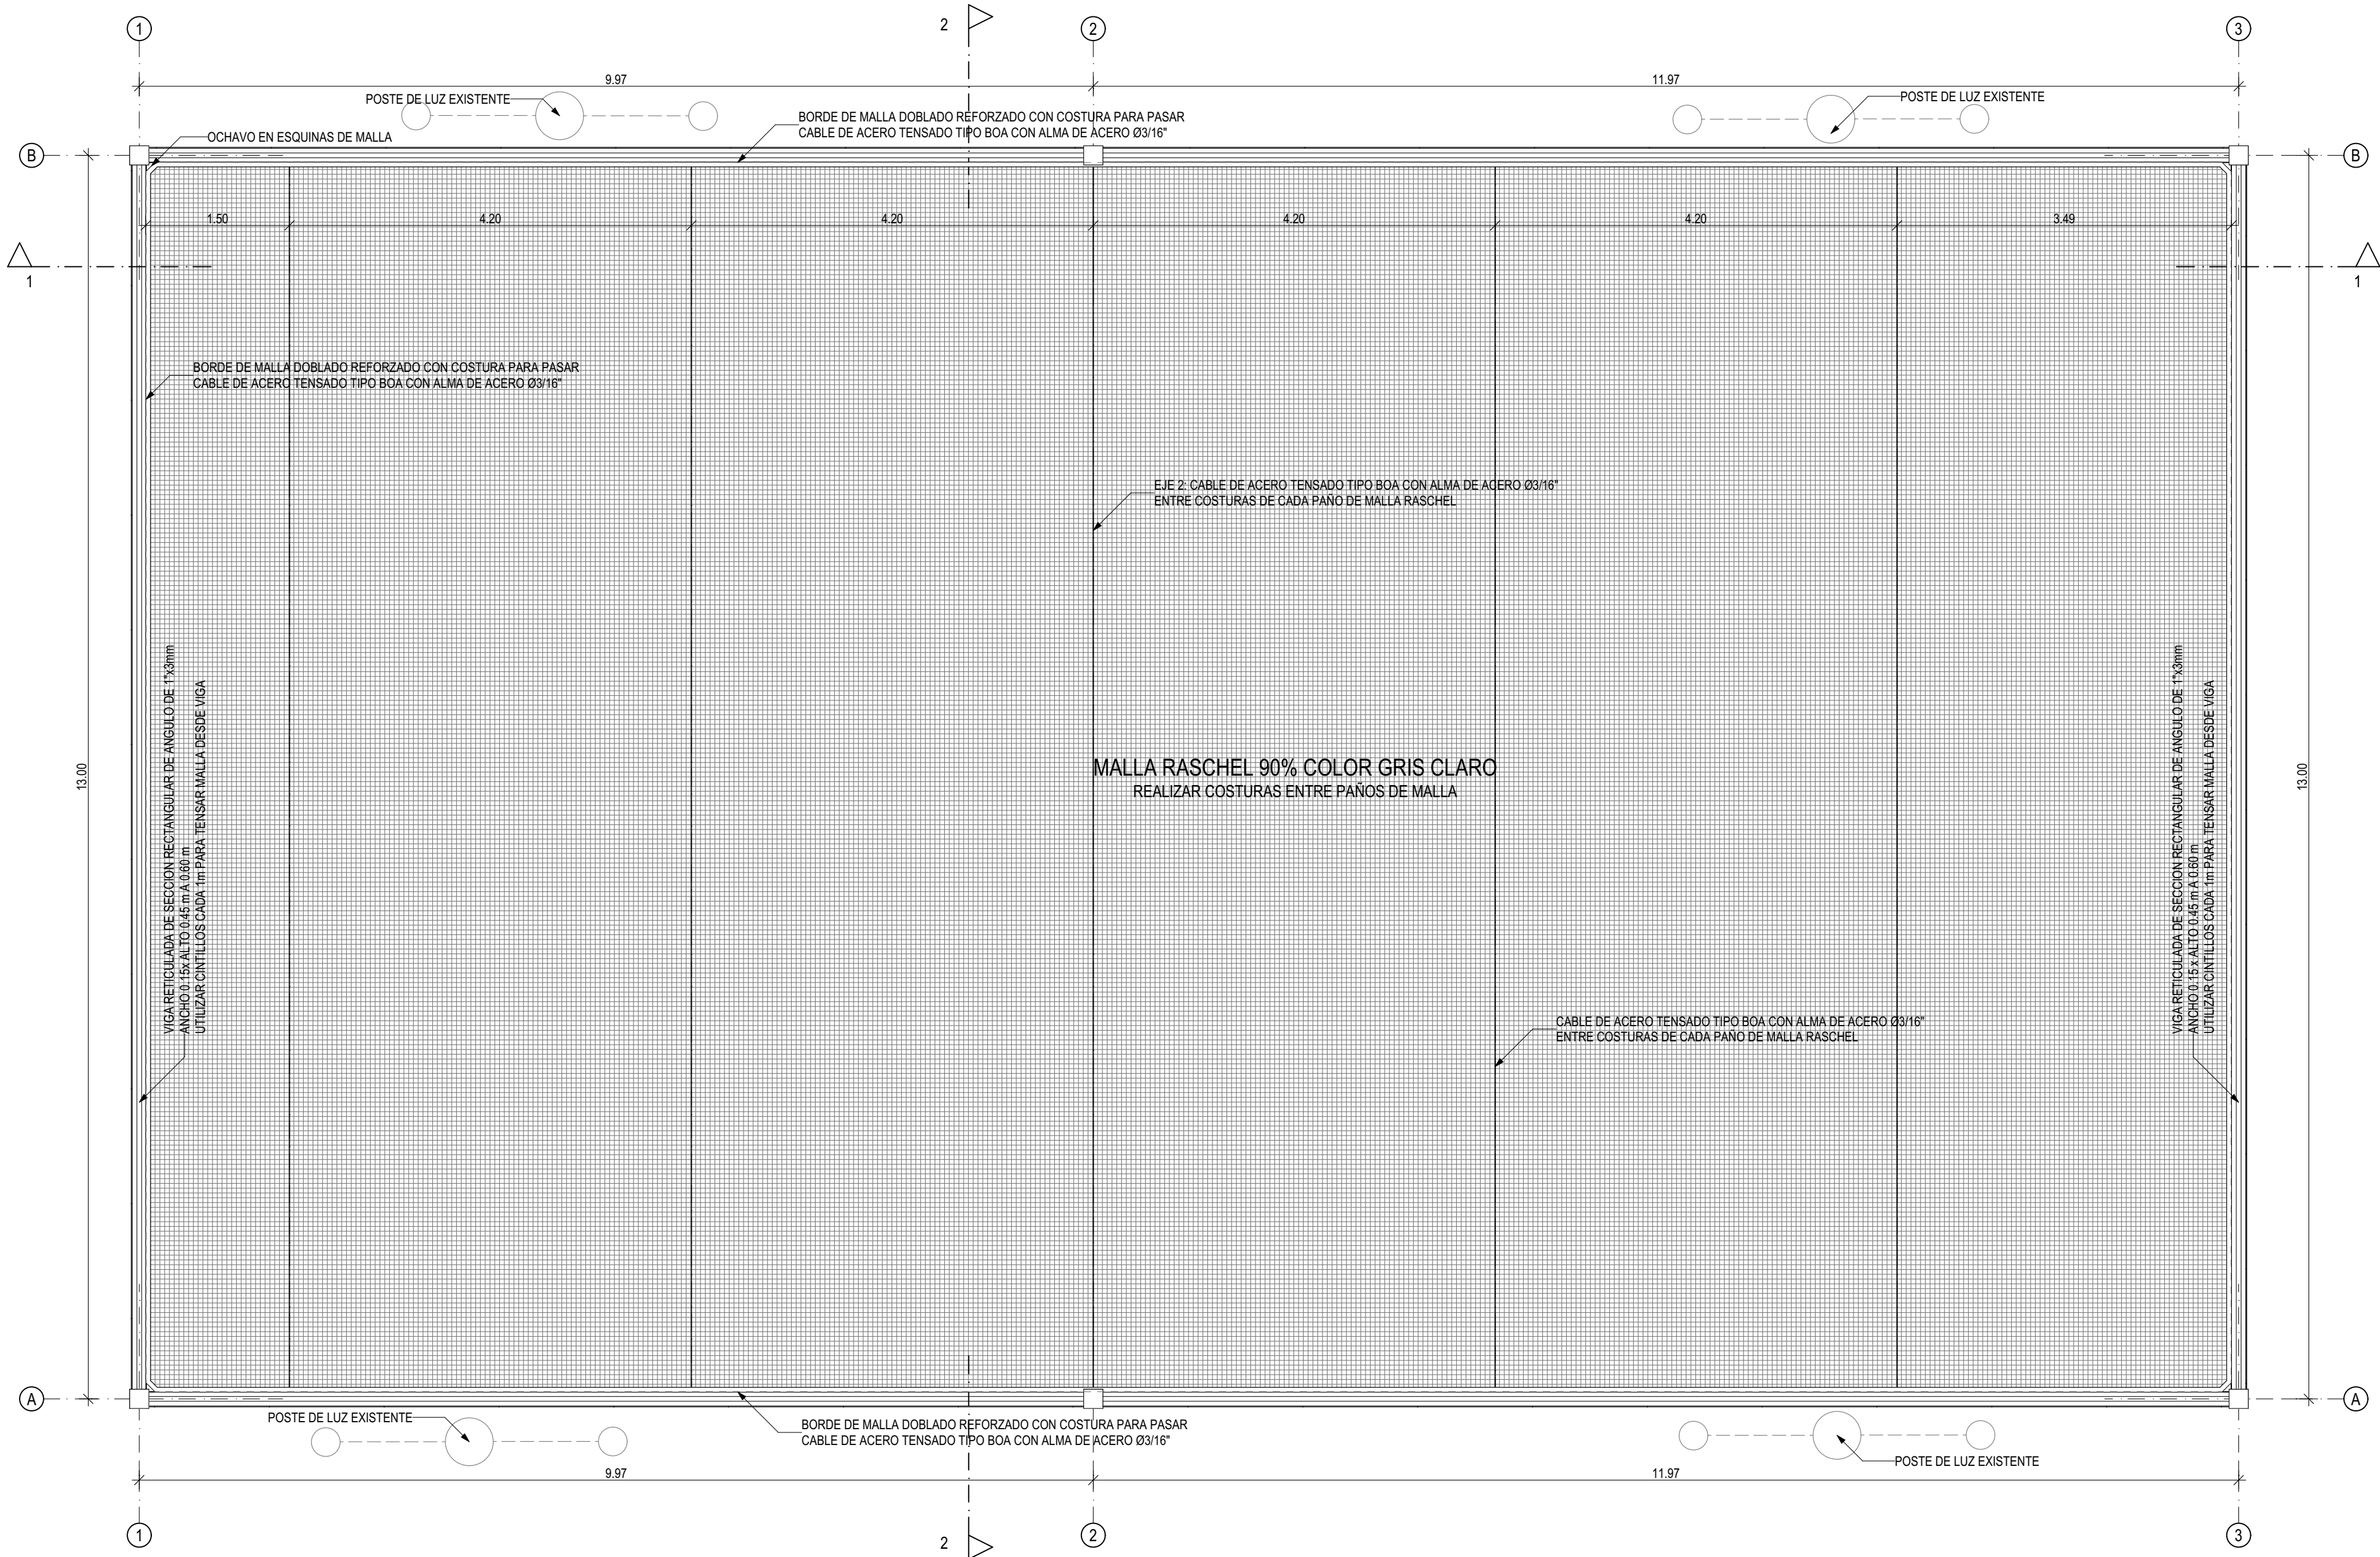 1
2
2
3
9.97
11.97
POSTE DE LUZ EXISTENTE
POSTE DE LUZ EXISTENTE
BORDE DE MALLA DOBLADO REFORZADO CON COSTURA PARA PASAR
CABLE DE ACERO TENSADO TIPO BOA CON ALMA DE ACERO Ø3/16"
OCHAVO EN ESQUINAS DE MALLA
B
B
1.50
4.20
4.20
4.20
4.20
3.49
1
1
BORDE DE MALLA DOBLADO REFORZADO CON COSTURA PARA PASAR
CABLE DE ACERO TENSADO TIPO BOA CON ALMA DE ACERO Ø3/16"
EJE 2: CABLE DE ACERO TENSADO TIPO BOA CON ALMA DE ACERO Ø3/16"
ENTRE COSTURAS DE CADA PAÑO DE MALLA RASCHEL
13.00
VIGA RETICULADA DE SECCION RECTANGULAR DE ANGULO DE 1"x3mm
ANCHO 0.15x ALTO 0.45 m A 0.60 m
UTILIZAR CINTILLOS CADA 1m PARA TENSAR MALLA DESDE VIGA
MALLA RASCHEL 90% COLOR GRIS CLARO
REALIZAR COSTURAS ENTRE PAÑOS DE MALLA
VIGA RETICULADA DE SECCION RECTANGULAR DE ANGULO DE 1"x3mm
ANCHO 0.15 x ALTO 0.45 m A 0.60 m
UTILIZAR CINTILLOS CADA 1m PARA TENSAR MALLA DESDE VIGA
13.00
CABLE DE ACERO TENSADO TIPO BOA CON ALMA DE ACERO Ø3/16"
ENTRE COSTURAS DE CADA PAÑO DE MALLA RASCHEL
A
A
POSTE DE LUZ EXISTENTE
BORDE DE MALLA DOBLADO REFORZADO CON COSTURA PARA PASAR
CABLE DE ACERO TENSADO TIPO BOA CON ALMA DE ACERO Ø3/16"
POSTE DE LUZ EXISTENTE
9.97
11.97
1
2
2
3